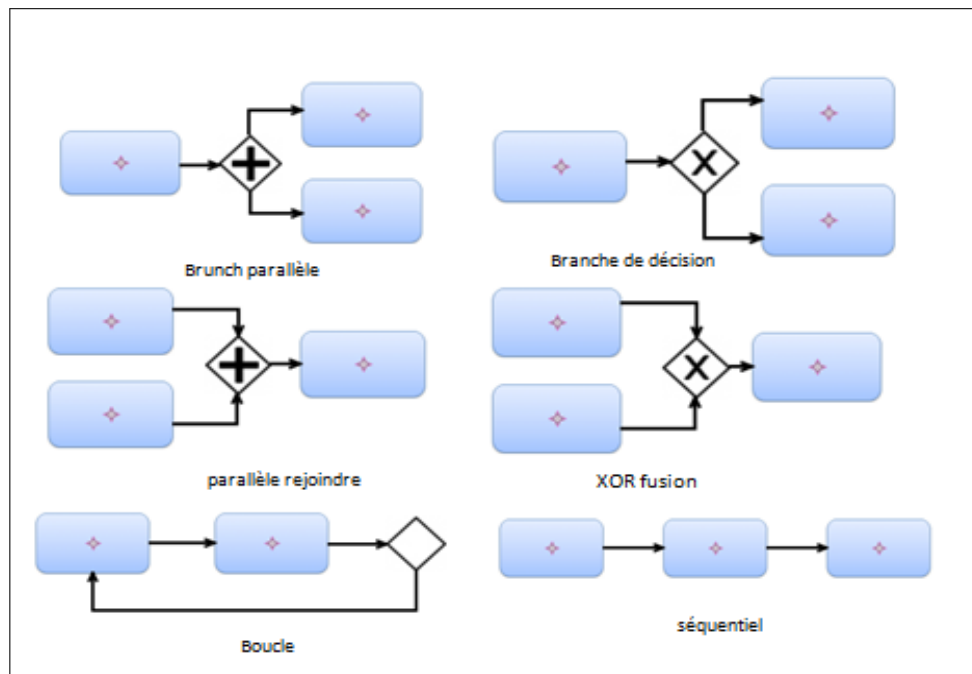 Brunch parallèle
Branche de décision
parallèle rejoindre
XOR fusion
Boucle
séquentiel